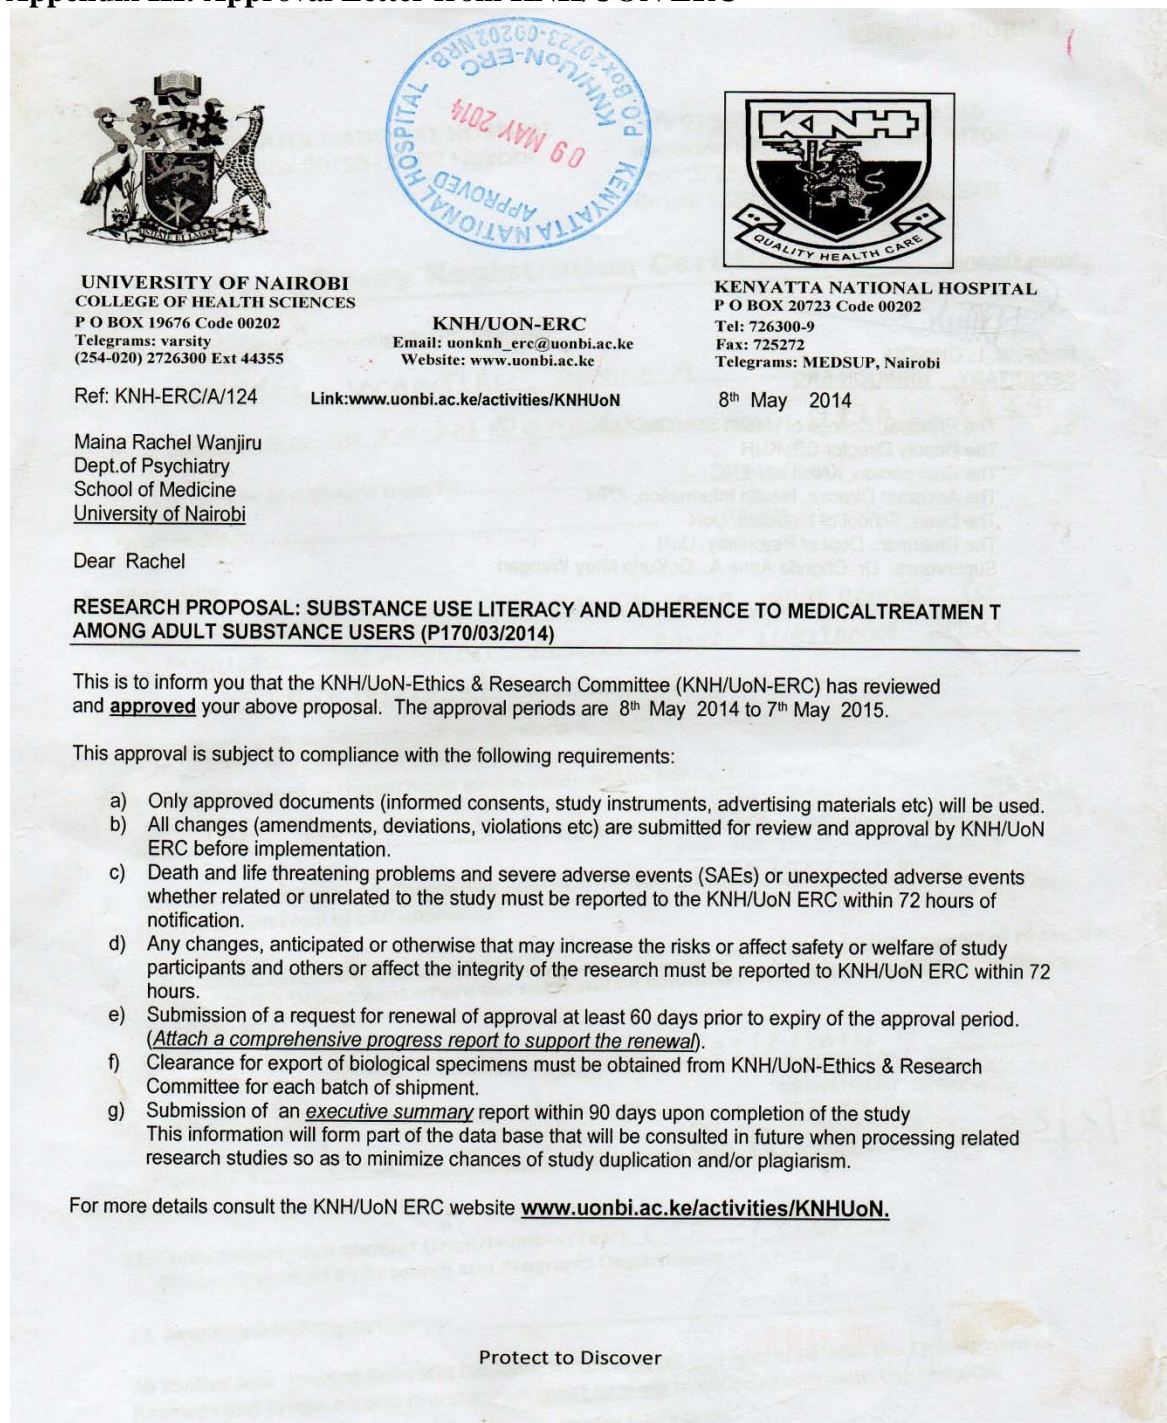 Appendix III: Approval Letter from KNH/UON ERC
P.O. Box 20723-00202 NRB.
KNH/UoN-ERC
09 MAY 2014
APPROVED
KENYATTA NATIONAL HOSPITAL
KNH
QUALITY HEALTH CARE
UNIVERSITY OF NAIROBI
COLLEGE OF HEALTH SCIENCES
P O BOX 19676 Code 00202
Telegrams: varsity
(254-020) 2726300 Ext 44355
KNH/UON-ERC
Email: uonknh_erc@uonbi.ac.ke
Website: www.uonbi.ac.ke
Link:www.uonbi.ac.ke/activities/KNHUoN
KENYATTA NATIONAL HOSPITAL
P O BOX 20723 Code 00202
Tel: 726300-9
Fax: 725272
Telegrams: MEDSUP, Nairobi
Ref: KNH-ERC/A/124
8th May 2014
Maina Rachel Wanjiru
Dept.of Psychiatry
School of Medicine
University of Nairobi
Dear Rachel
RESEARCH PROPOSAL: SUBSTANCE USE LITERACY AND ADHERENCE TO MEDICALTREATMEN T
AMONG ADULT SUBSTANCE USERS (P170/03/2014)
This is to inform you that the KNH/UoN-Ethics & Research Committee (KNH/UoN-ERC) has reviewed
and approved your above proposal. The approval periods are 8th May 2014 to 7th May 2015.
This approval is subject to compliance with the following requirements:
a) Only approved documents (informed consents, study instruments, advertising materials etc) will be used.
b) All changes (amendments, deviations, violations etc) are submitted for review and approval by KNH/UoN
ERC before implementation.
c) Death and life threatening problems and severe adverse events (SAEs) or unexpected adverse events
whether related or unrelated to the study must be reported to the KNH/UoN ERC within 72 hours of
notification.
d) Any changes, anticipated or otherwise that may increase the risks or affect safety or welfare of study
participants and others or affect the integrity of the research must be reported to KNH/UoN ERC within 72
hours.
e) Submission of a request for renewal of approval at least 60 days prior to expiry of the approval period.
(Attach a comprehensive progress report to support the renewal).
f) Clearance for export of biological specimens must be obtained from KNH/UoN-Ethics & Research
Committee for each batch of shipment.
g) Submission of an executive summary report within 90 days upon completion of the study
This information will form part of the data base that will be consulted in future when processing related
research studies so as to minimize chances of study duplication and/or plagiarism.
For more details consult the KNH/UoN ERC website www.uonbi.ac.ke/activities/KNHUoN.
Protect to Discover